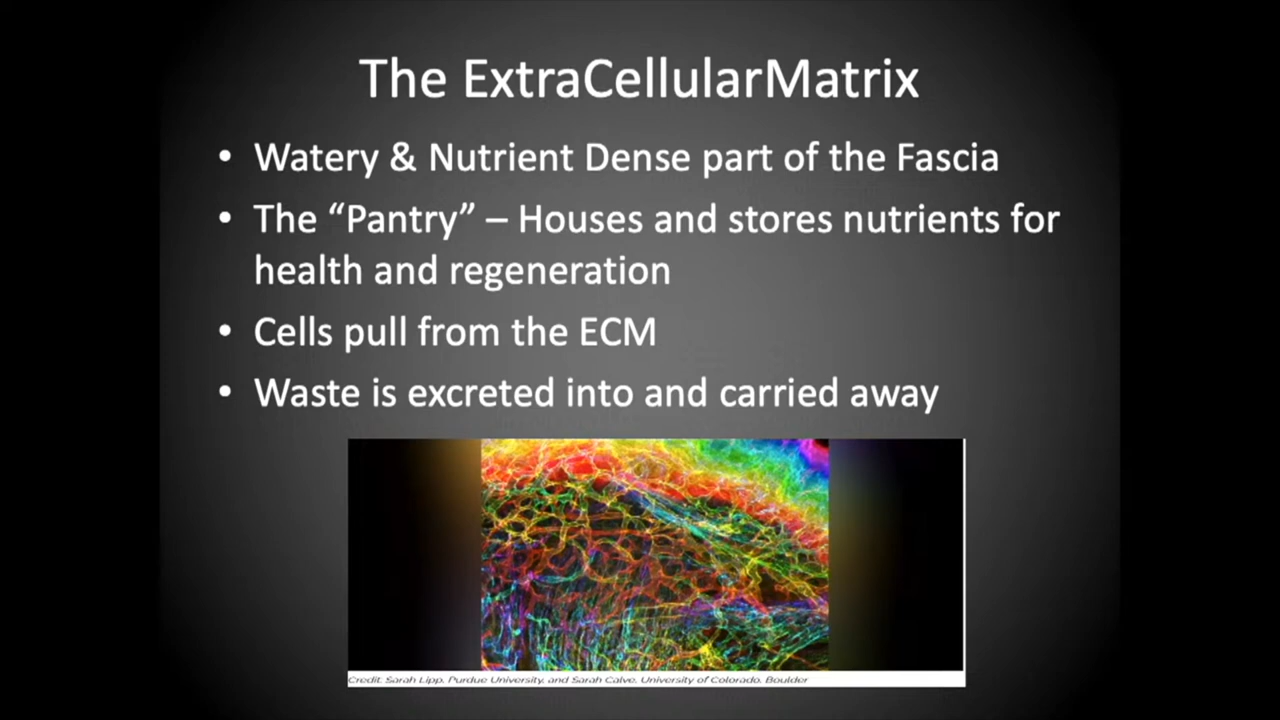 The ExtraCellularMatrix
• Watery & Nutrient Dense part of the Fascia
• The “Pantry” – Houses and stores nutrients for
health and regeneration
• Cells pull from the ECM
• Waste is excreted into and carried away
Credit: Sarah Lipp, Purdue University, and Sarah Calve, University of Colorado, Boulder